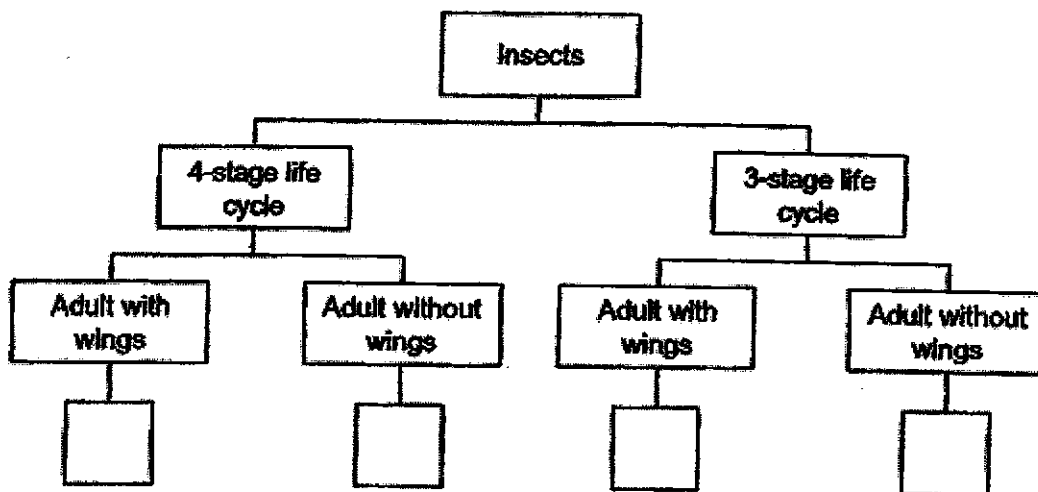 Insects
4-stage life
cycle
3-stage life
cycle
Adult with
wings
Adult without
wings
Adult with
wings
Adult without
wings